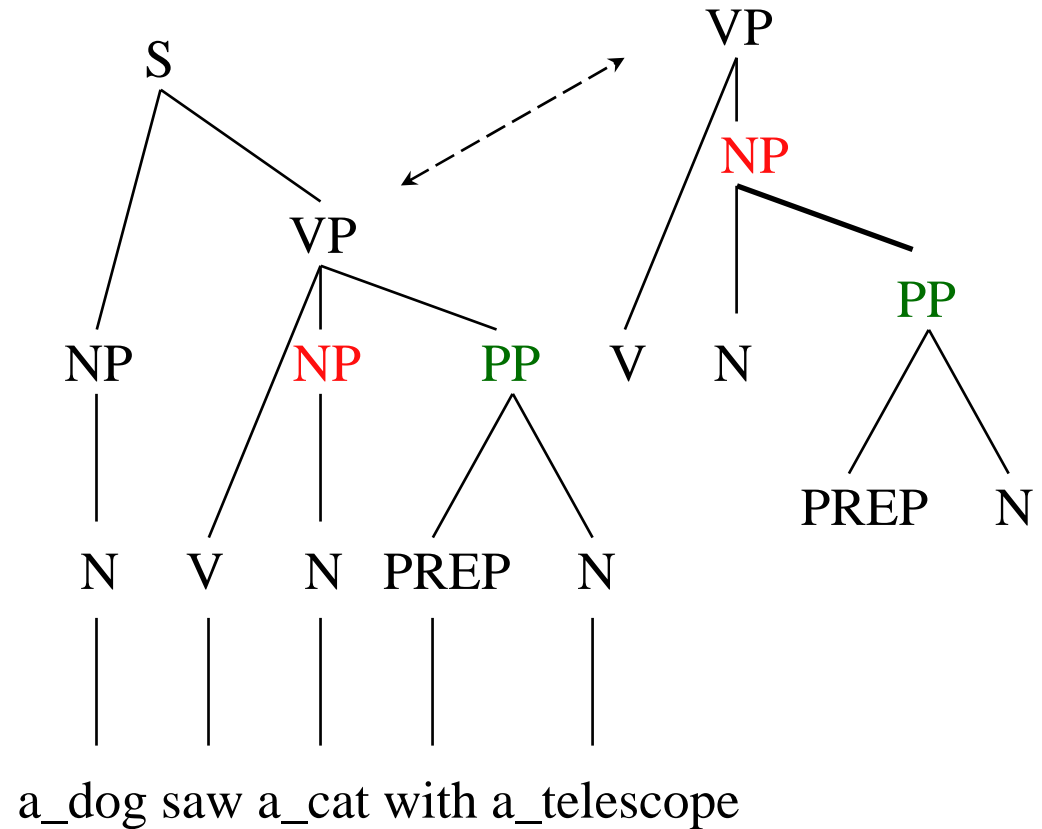 S
VP
NP
VP
PP
NP
NP
PP
V
N
PREP
N
N
V
N
PREP
N
a_dog saw a_cat with a_telescope